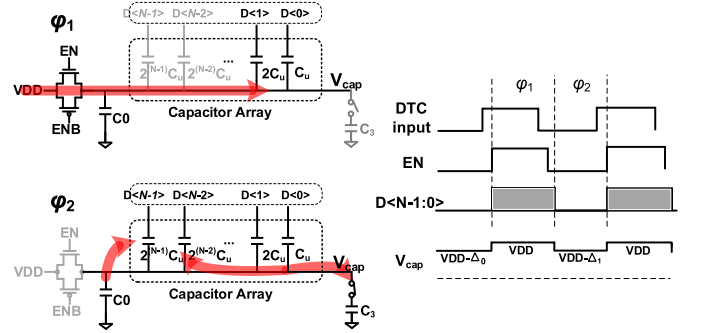 φ1
D<N-1> D<N-2> D<1> D<0>
EN
2(N-1)Cu 2(N-2)Cu ... 2Cu Cu
VDD
Vcap
ENB
C0
Capacitor Array
C3
φ2
D<N-1> D<N-2> D<1> D<0>
EN
2(N-1)Cu 2(N-2)Cu ... 2Cu Cu
VDD
Vcap
ENB
C0
Capacitor Array
C3
φ1 φ2
DTC
input
EN
D<N-1:0>
Vcap
VDD-Δ0 VDD VDD-Δ1 VDD